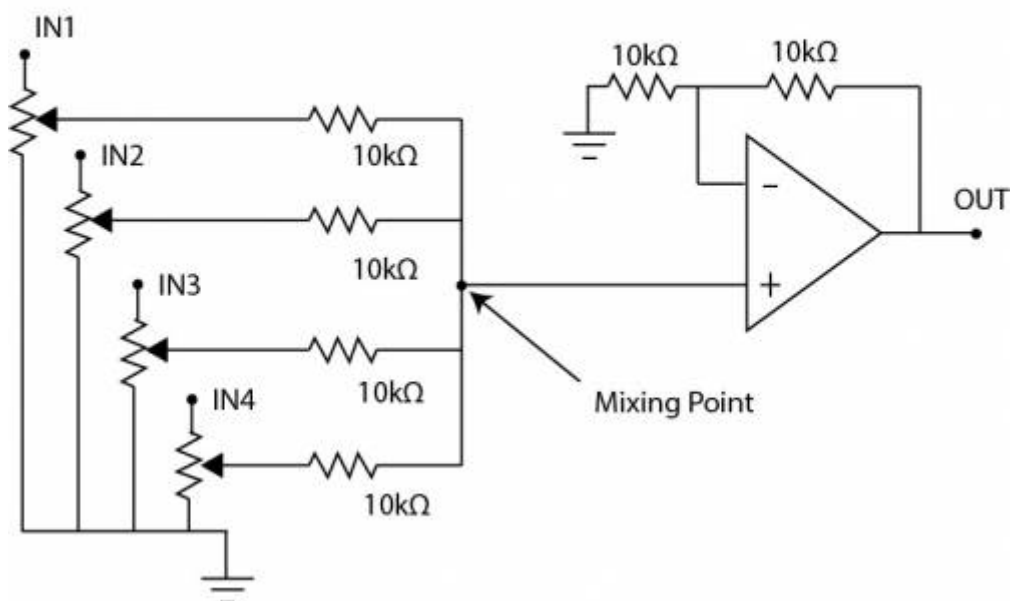 IN1
10kΩ
10kΩ
10kΩ
IN2
-
OUT
10kΩ
IN3
+
10kΩ
Mixing Point
IN4
10kΩ